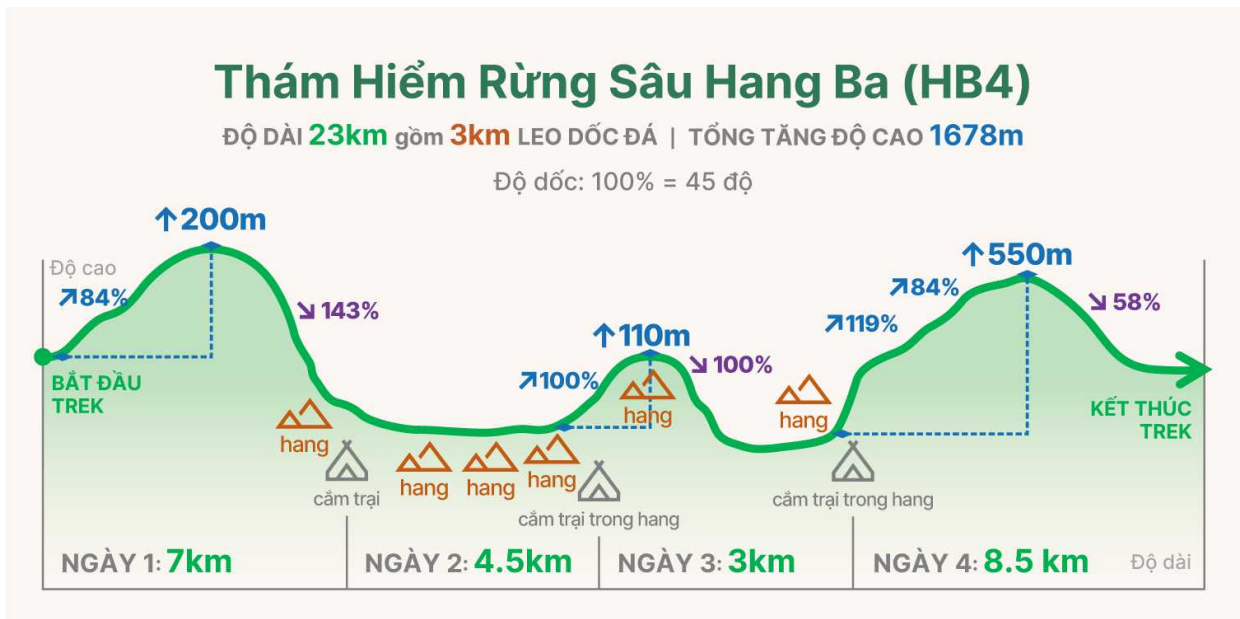 Thám Hiểm Rừng Sâu Hang Ba (HB4)
ĐỘ DÀI 23km gồm 3km LEO DỐC ĐÁ | TỔNG TĂNG ĐỘ CAO 1678m
Độ dốc: 100% = 45 độ
↑200m
Độ cao
↗84%
↘143%
BẮT ĐẦU
TREK
hang
cắm trại
hang
hang
hang
↑110m
↗100%
↘100%
hang
cắm trại trong hang
↑550m
↗84%
↗119%
↘58%
hang
cắm trại trong hang
KẾT THÚC
TREK
NGÀY 1: 7km
NGÀY 2: 4.5km
NGÀY 3: 3km
NGÀY 4: 8.5 km
Độ dài